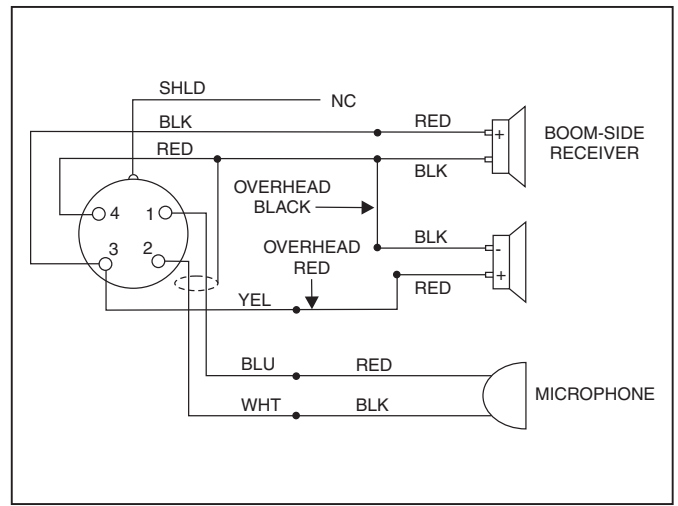 SHLD
NC
BLK
RED
+
BOOM-SIDE
RECEIVER
RED
BLK
OVERHEAD
BLACK
4
1
3
2
OVERHEAD
RED
BLK
-
+
RED
YEL
BLU
RED
MICROPHONE
WHT
BLK